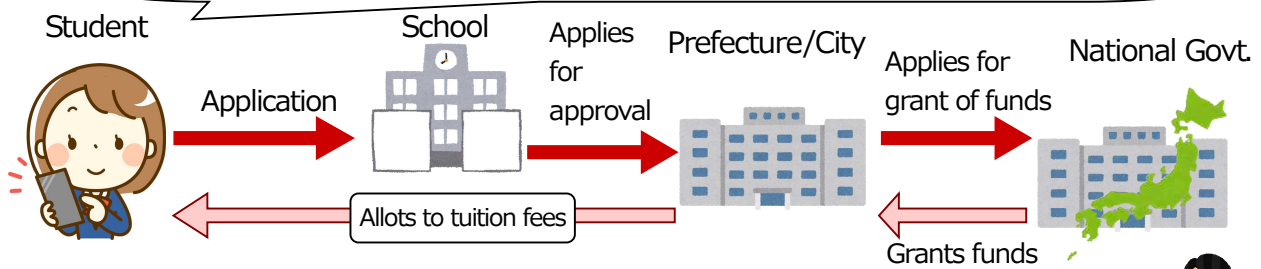 Student
School
Applies
for
approval
Prefecture/City
National Govt.
Application
Applies for
grant of funds
Allots to tuition fees
Grants funds